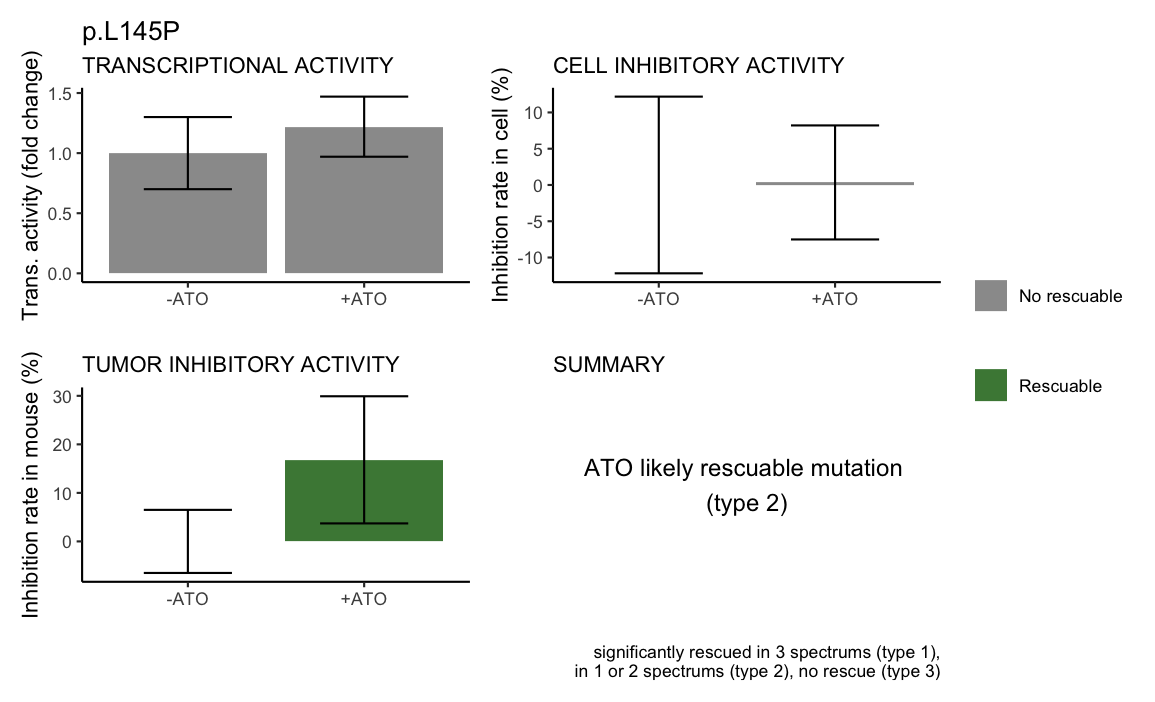 p.L145P
TRANSCRIPTIONAL ACTIVITY
Trans. activity (fold change)
1.5
1.0
0.5
0.0
-ATO
+ATO
CELL INHIBITORY ACTIVITY
Inhibition rate in cell (%)
10
5
0
-5
-10
-ATO
+ATO
No rescuable
Rescuable
TUMOR INHIBITORY ACTIVITY
Inhibition rate in mouse (%)
30
20
10
0
-ATO
+ATO
SUMMARY
ATO likely rescuable mutation
(type 2)
significantly rescued in 3 spectrums (type 1),
in 1 or 2 spectrums (type 2), no rescue (type 3)